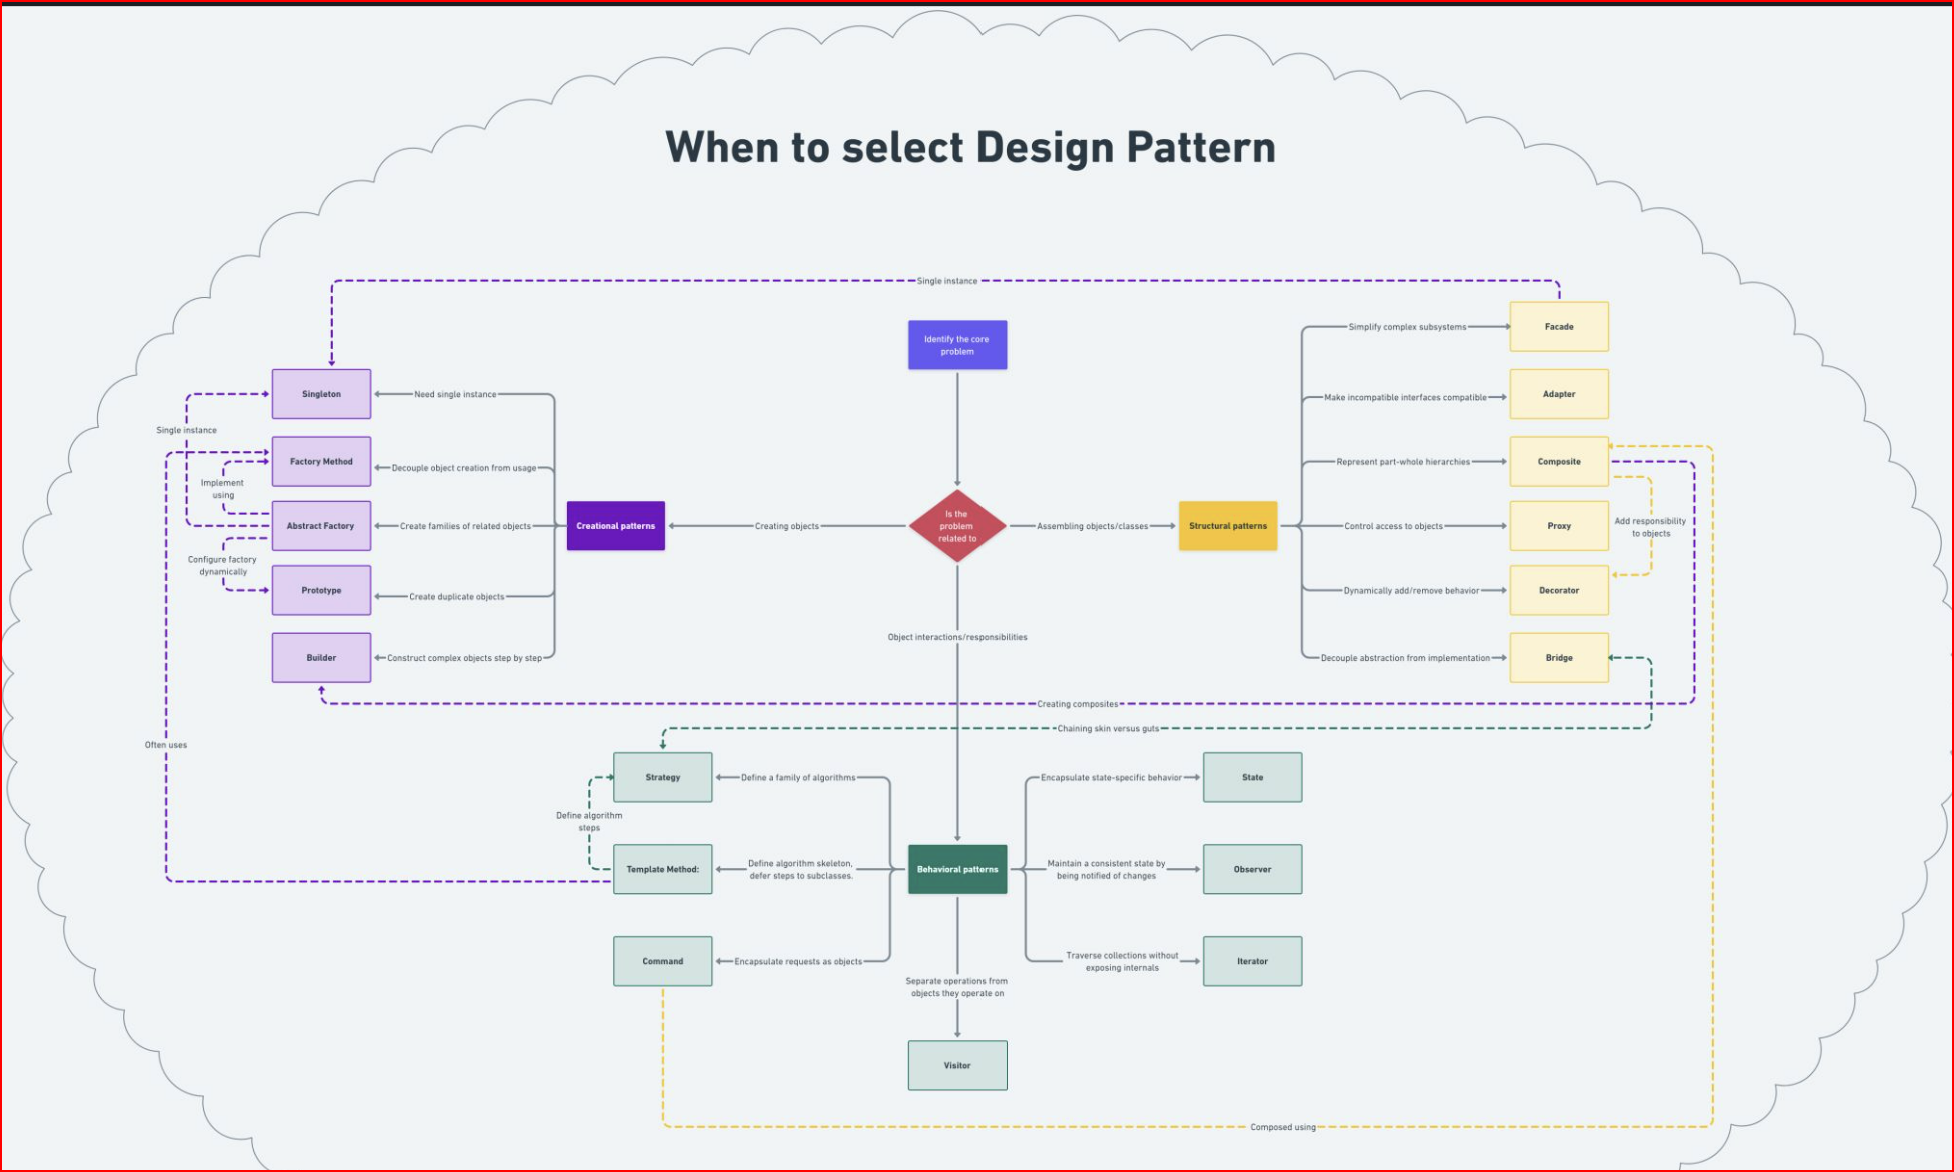 When to select Design Pattern
Single instance
Identify the core
problem
Simplify complex subsystems
Facade
Singleton
Need single instance
Make incompatible interfaces compatible
Adapter
Single instance
Factory Method
Decouple object creation from usage
Represent part-whole hierarchies
Composite
Implement
using
Abstract Factory
Create families of related objects
Creational patterns
Creating objects
Is the
problem
related to
Assembling objects/classes
Structural patterns
Control access to objects
Proxy
Add responsibility
to objects
Configure factory
dynamically
Prototype
Create duplicate objects
Dynamically add/remove behavior
Decorator
Object interactions/responsibilities
Builder
Construct complex objects step by step
Decouple abstraction from implementation
Bridge
Creating composites
Chaining skin versus guts
Often uses
Strategy
Define a family of algorithms
Encapsulate state-specific behavior
State
Define algorithm
steps
Template Method:
Define algorithm skeleton,
defer steps to subclasses.
Behavioral patterns
Maintain a consistent state by
being notified of changes
Observer
Command
Encapsulate requests as objects
Traverse collections without
exposing internals
Iterator
Separate operations from
objects they operate on
Visitor
Composed using